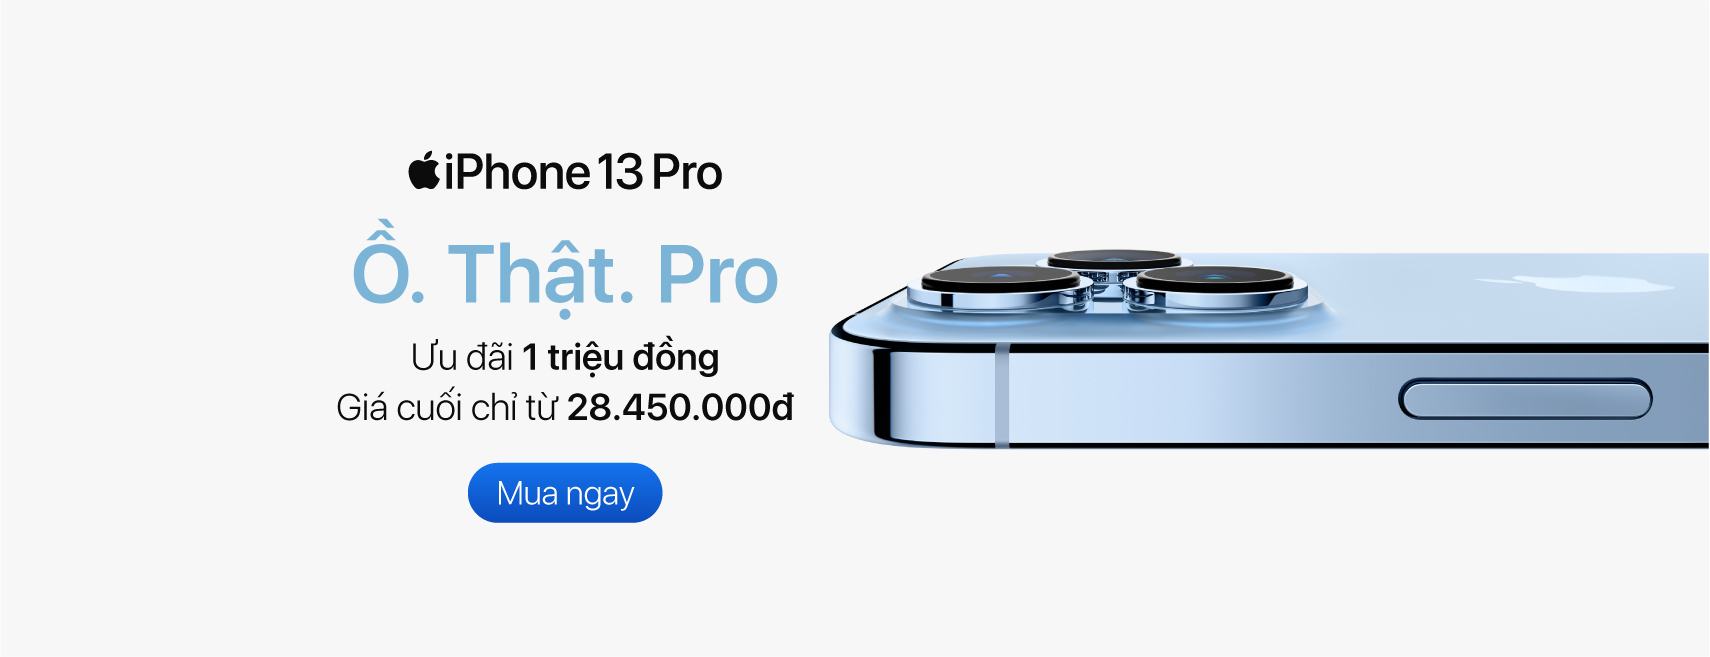 iPhone 13 Pro
Ồ. Thật. Pro
Ưu đãi 1 triệu đồng
Giá cuối chỉ từ 28.450.000đ
Mua ngay